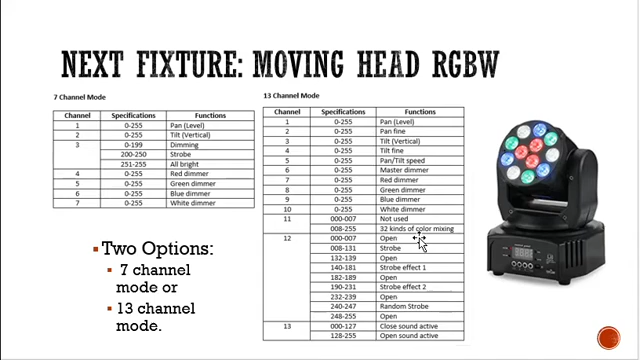 NEXT FIXTURE: MOVING HEAD RGBW
7 Channel Mode
Channel Specifications Functions
1 0-255 Pan (Level)
2 0-255 Tilt (Vertical)
3 0-199 Dimming
200-250 Strobe
251-255 All bright
4 0-255 Red dimmer
5 0-255 Green dimmer
6 0-255 Blue dimmer
7 0-255 White dimmer
Two Options:
7 channel
mode or
13 channel
mode.
13 Channel Mode
Channel Specifications Functions
1 0-255 Pan (Level)
2 0-255 Pan fine
3 0-255 Tilt (Vertical)
4 0-255 Tilt fine
5 0-255 Pan/Tilt speed
6 0-255 Master dimmer
7 0-255 Red dimmer
8 0-255 Green dimmer
9 0-255 Blue dimmer
10 0-255 White dimmer
11 000-007 Not used
008-255 32 kinds of color mixing
12 000-007 Open
008-131 Strobe
132-139 Open
140-181 Strobe effect 1
182-189 Open
190-231 Strobe effect 2
232-239 Open
240-247 Random Strobe
248-255 Open
13 000-127 Close sound active
128-255 Open sound active